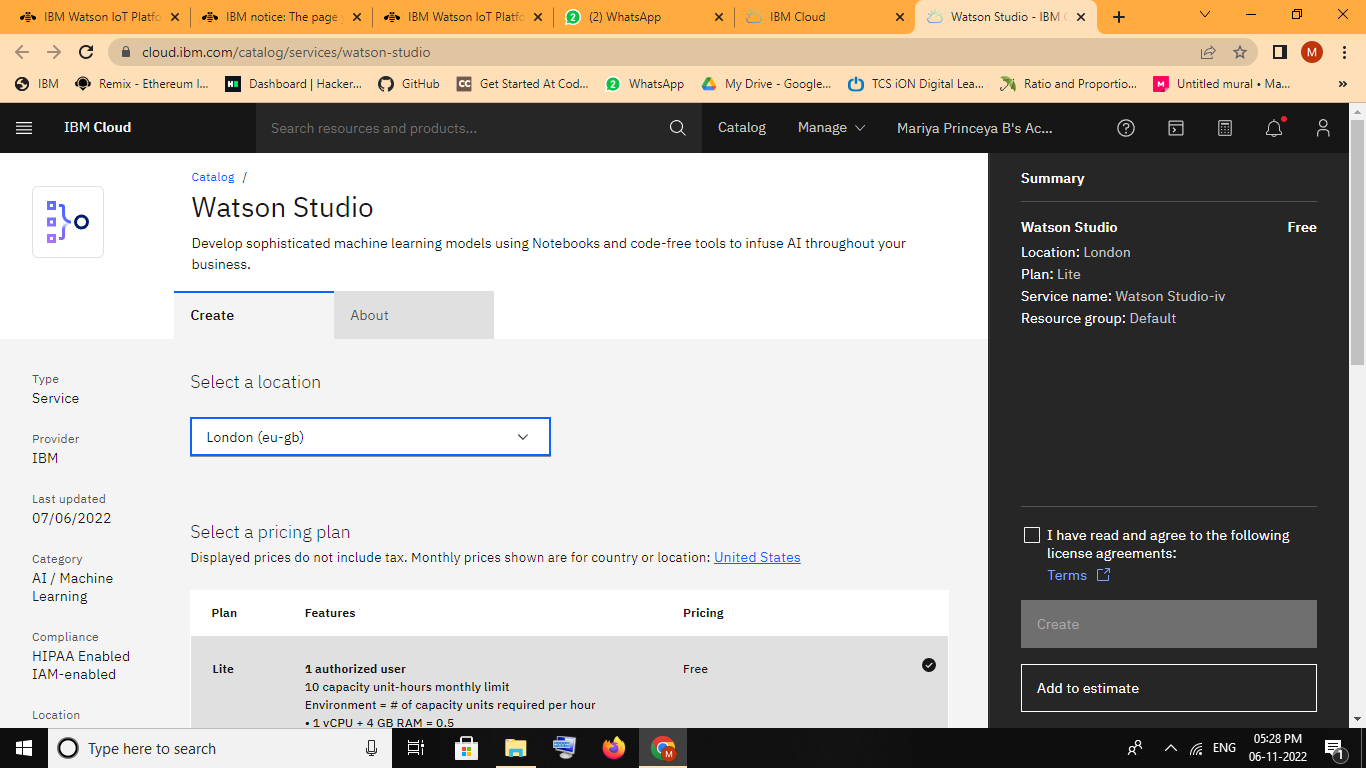 IBM Watson IoT Platfo
IBM notice: The page
IBM Watson IoT Platfo
(2) WhatsApp
IBM Cloud
Watson Studio - IBM
cloud.ibm.com/catalog/services/watson-studio
M
IBM
Remix - Ethereum I...
Dashboard | Hacker...
GitHub
Get Started At Cod...
WhatsApp
My Drive - Google...
TCS iON Digital Lea...
Ratio and Proportio...
Untitled mural • Ma...
IBM Cloud
Search resources and products...
Catalog
Manage
Mariya Princeya B's Ac...
Catalog /
Watson Studio
Develop sophisticated machine learning models using Notebooks and code-free tools to infuse AI throughout your
business.
Create
About
Type
Service
Provider
IBM
Last updated
07/06/2022
Category
AI / Machine
Learning
Compliance
HIPAA Enabled
IAM-enabled
Location
Select a location
London (eu-gb)
Select a pricing plan
Displayed prices do not include tax. Monthly prices shown are for country or location: United States
Plan Features Pricing
Lite 1 authorized user Free
10 capacity unit-hours monthly limit
Environment = # of capacity units required per hour
• 1 vCPU + 4 GB RAM = 0.5
Summary
Watson Studio Free
Location: London
Plan: Lite
Service name: Watson Studio-iv
Resource group: Default
I have read and agree to the following
license agreements:
Terms
Create
Add to estimate
Type here to search
ENG
05:28 PM
06-11-2022
1